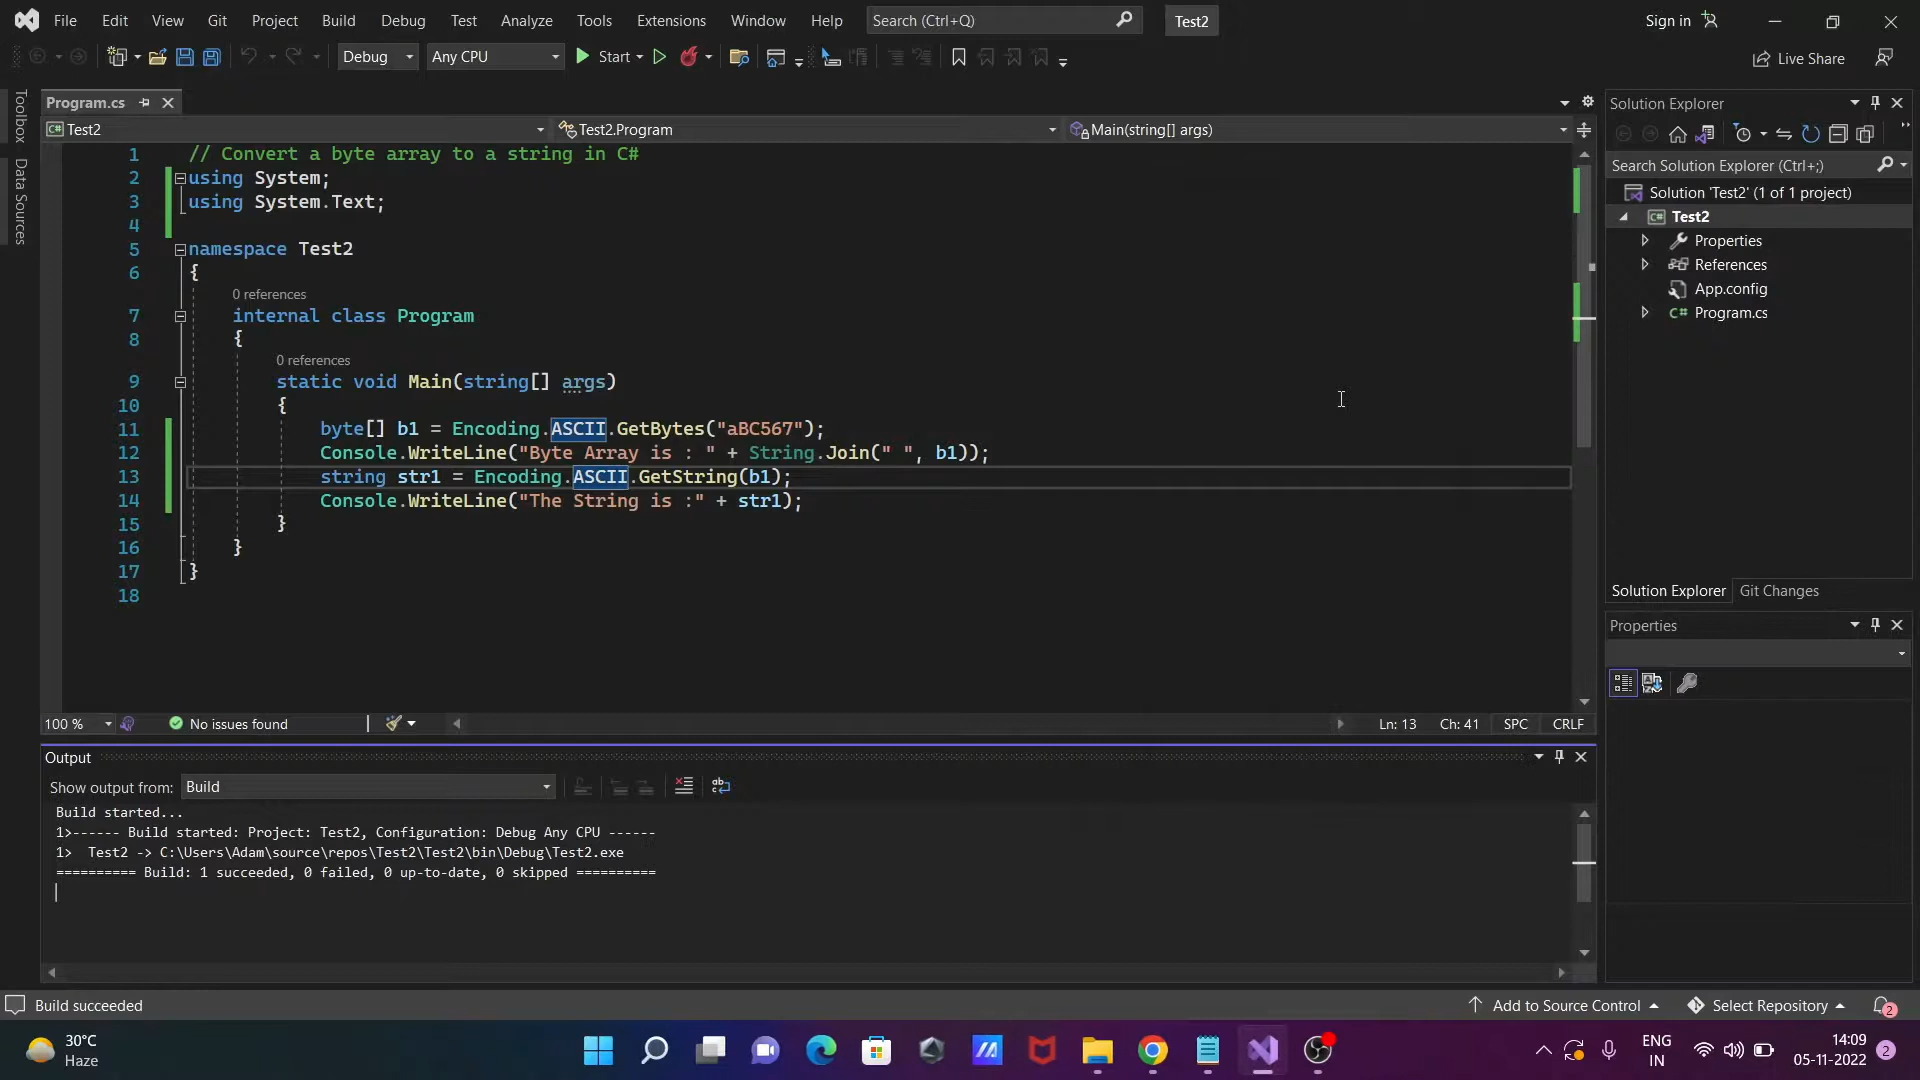 File Edit View Git Project Build Debug Test Analyze Tools Extensions Window Help Search (Ctrl+Q) Test2 Sign in
Debug Any CPU Start Live Share
Toolbox
Data Sources
Program.cs
Test2 Test2.Program Main(string[] args)
1 // Convert a byte array to a string in C#
2 using System;
3 using System.Text;
4
5 namespace Test2
6 {
0 references
7 internal class Program
8 {
0 references
9 static void Main(string[] args)
10 {
11 byte[] b1 = Encoding.ASCII.GetBytes("aBC567");
12 Console.WriteLine("Byte Array is : " + String.Join(" ", b1));
13 string str1 = Encoding.ASCII.GetString(b1);
14 Console.WriteLine("The String is :" + str1);
15 }
16 }
17 }
18
100 % No issues found Ln: 13 Ch: 41 SPC CRLF
Output
Show output from: Build
Build started...
1>------ Build started: Project: Test2, Configuration: Debug Any CPU ------
1> Test2 -> C:\Users\Adam\source\repos\Test2\Test2\bin\Debug\Test2.exe
========== Build: 1 succeeded, 0 failed, 0 up-to-date, 0 skipped ==========
Solution Explorer
Search Solution Explorer (Ctrl+;)
Solution 'Test2' (1 of 1 project)
C# Test2
Properties
References
App.config
C# Program.cs
Solution Explorer Git Changes
Properties
Build succeeded Add to Source Control Select Repository 2
30°C
Haze
ENG
IN
14:09
05-11-2022
2